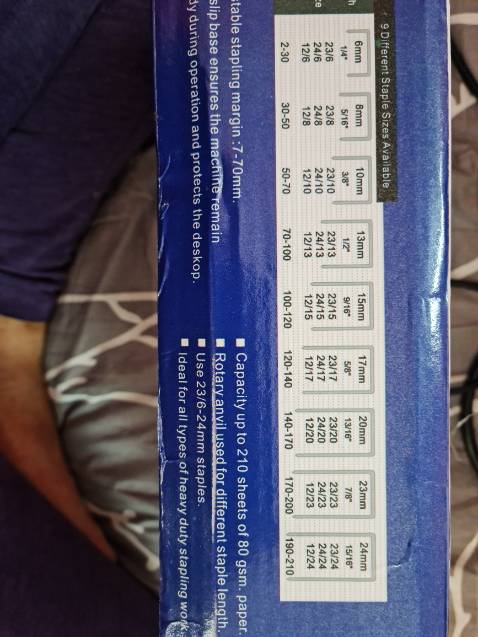 9 Different Staple Sizes Available
6mm 8mm 10mm 13mm 15mm 17mm 20mm 23mm 24mm
1/4" 5/16" 3/8" 1/2" 9/16" 5/8" 13/16" 7/8" 15/16"
23/6 23/8 23/10 23/13 23/15 23/17 23/20 23/23 23/24
24/6 24/8 24/10 24/13 24/15 24/17 24/20 24/23 24/24
12/6 12/8 12/10 12/13 12/15 12/17 12/20 12/23 12/24
2-30 30-50 50-70 70-100 100-120 120-140 140-170 170-200 190-210
stapling margin :7-70mm.
slip base ensures the machine remain
during operation and protects the deskop.
■ Capacity up to 210 sheets of 80 gsm. paper.
■ Rotary anvil used for different staple length
■ Use 23/6-24mm staples.
■ Ideal for all types of heavy duty stapling work